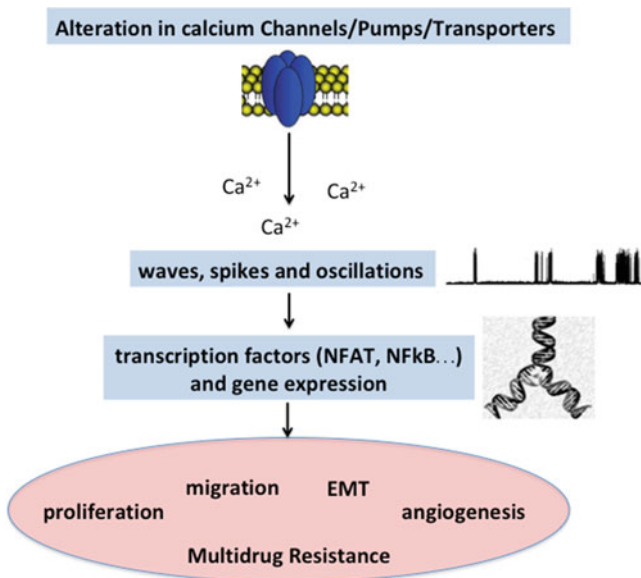 Alteration in calcium Channels/Pumps/Transporters
Ca²⁺
Ca²⁺
Ca²⁺
waves, spikes and oscillations
transcription factors (NFAT, NFkB...)
and gene expression
migration
EMT
proliferation
angiogenesis
Multidrug Resistance